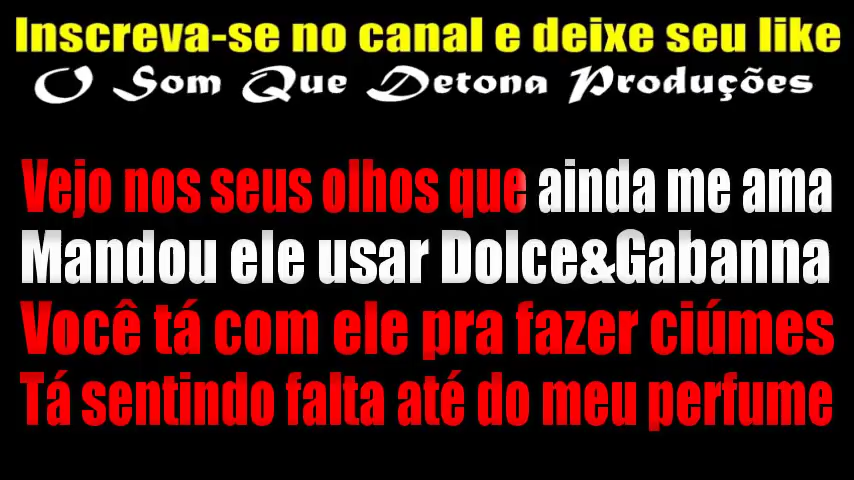 Inscreva-se no canal e deixe seu like
O Som Que Detona Produções
Vejo nos seus olhos que ainda me ama
Mandou ele usar Dolce&Gabanna
Você tá com ele pra fazer ciúmes
Tá sentindo falta até do meu perfume